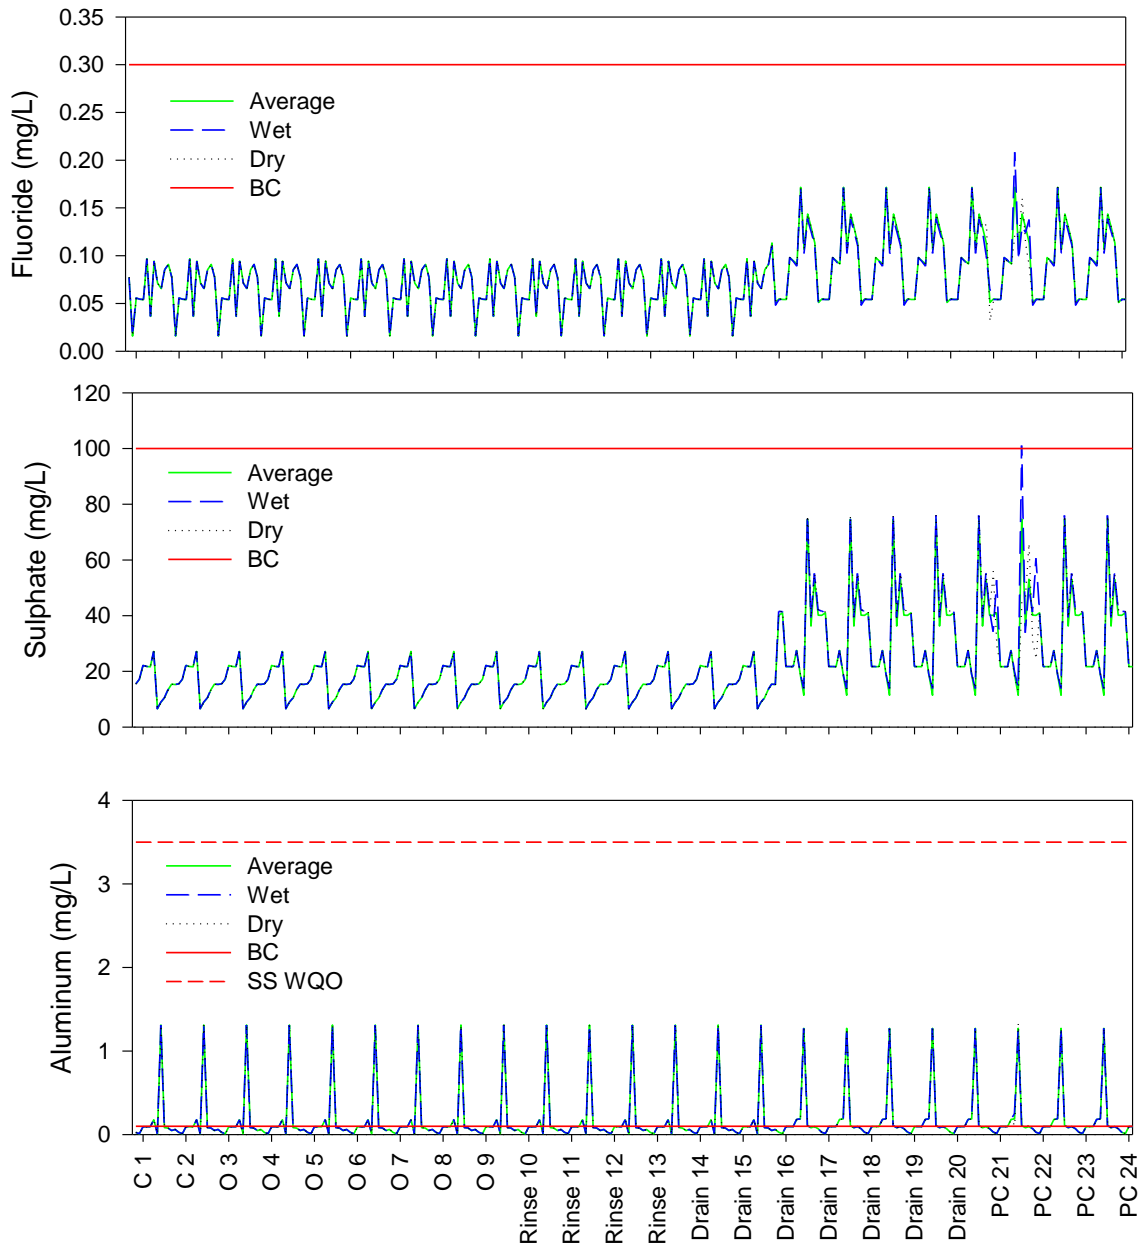 Fluoride (mg/L)
0.35
0.30
0.25
0.20
0.15
0.10
0.05
0.00
Average
Wet
Dry
BC
Sulphate (mg/L)
120
100
80
60
40
20
0
Average
Wet
Dry
BC
Aluminum (mg/L)
4
3
2
1
0
Average
Wet
Dry
BC
SS WQO
C 1
C 2
O 3
O 4
O 5
O 6
O 7
O 8
O 9
Rinse 10
Rinse 11
Rinse 12
Rinse 13
Drain 14
Drain 15
Drain 16
Drain 17
Drain 18
Drain 19
Drain 20
PC 21
PC 22
PC 23
PC 24